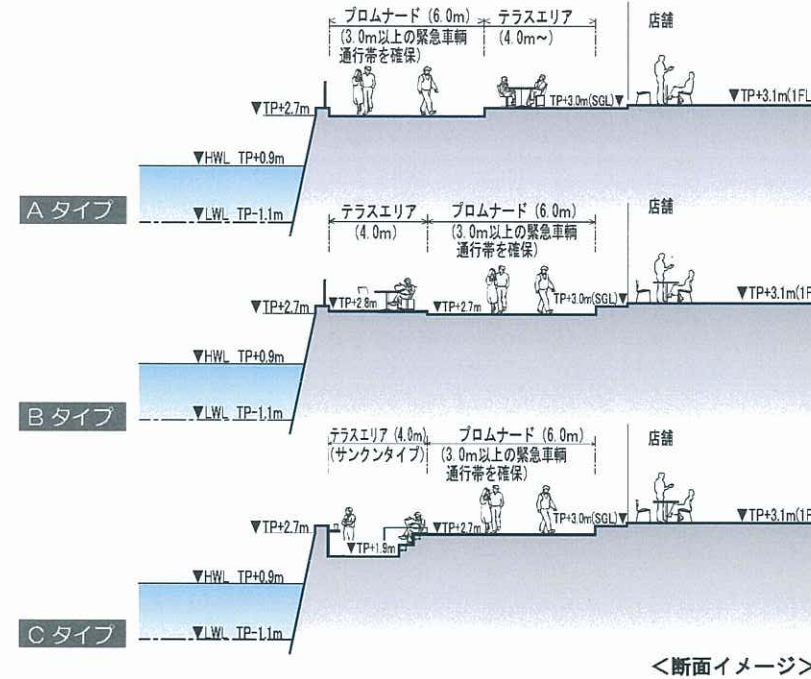 プロムナード (6.0m)
(3.0m以上の緊急車輌
通行帯を確保)
テラスエリア
(4.0m～)
店舗
▼TP+2.7m
TP+3.0m(SGL)▼
▼TP+3.1m(1FL
▼HWL TP+0.9m
▼LWL TP-1.1m
A タイプ
テラスエリア
(4.0m)
プロムナード (6.0m)
(3.0m以上の緊急車輌
通行帯を確保)
店舗
▼TP+2.7m
▼TP+2.8m
▼TP+2.7m
TP+3.0m(SGL)▼
▼TP+3.1m(1F
▼HWL TP+0.9m
▼LWL TP-1.1m
B タイプ
テラスエリア (4.0m)
(サンクンタイプ)
プロムナード (6.0m)
(3.0m以上の緊急車輌
通行帯を確保)
店舗
▼TP+2.7m
▼TP+1.9m
▼TP+2.7m
TP+3.0m(SGL)▼
▼TP+3.1m(1F
▼HWL TP+0.9m
▼LWL TP-1.1m
C タイプ
＜断面イメージ＞